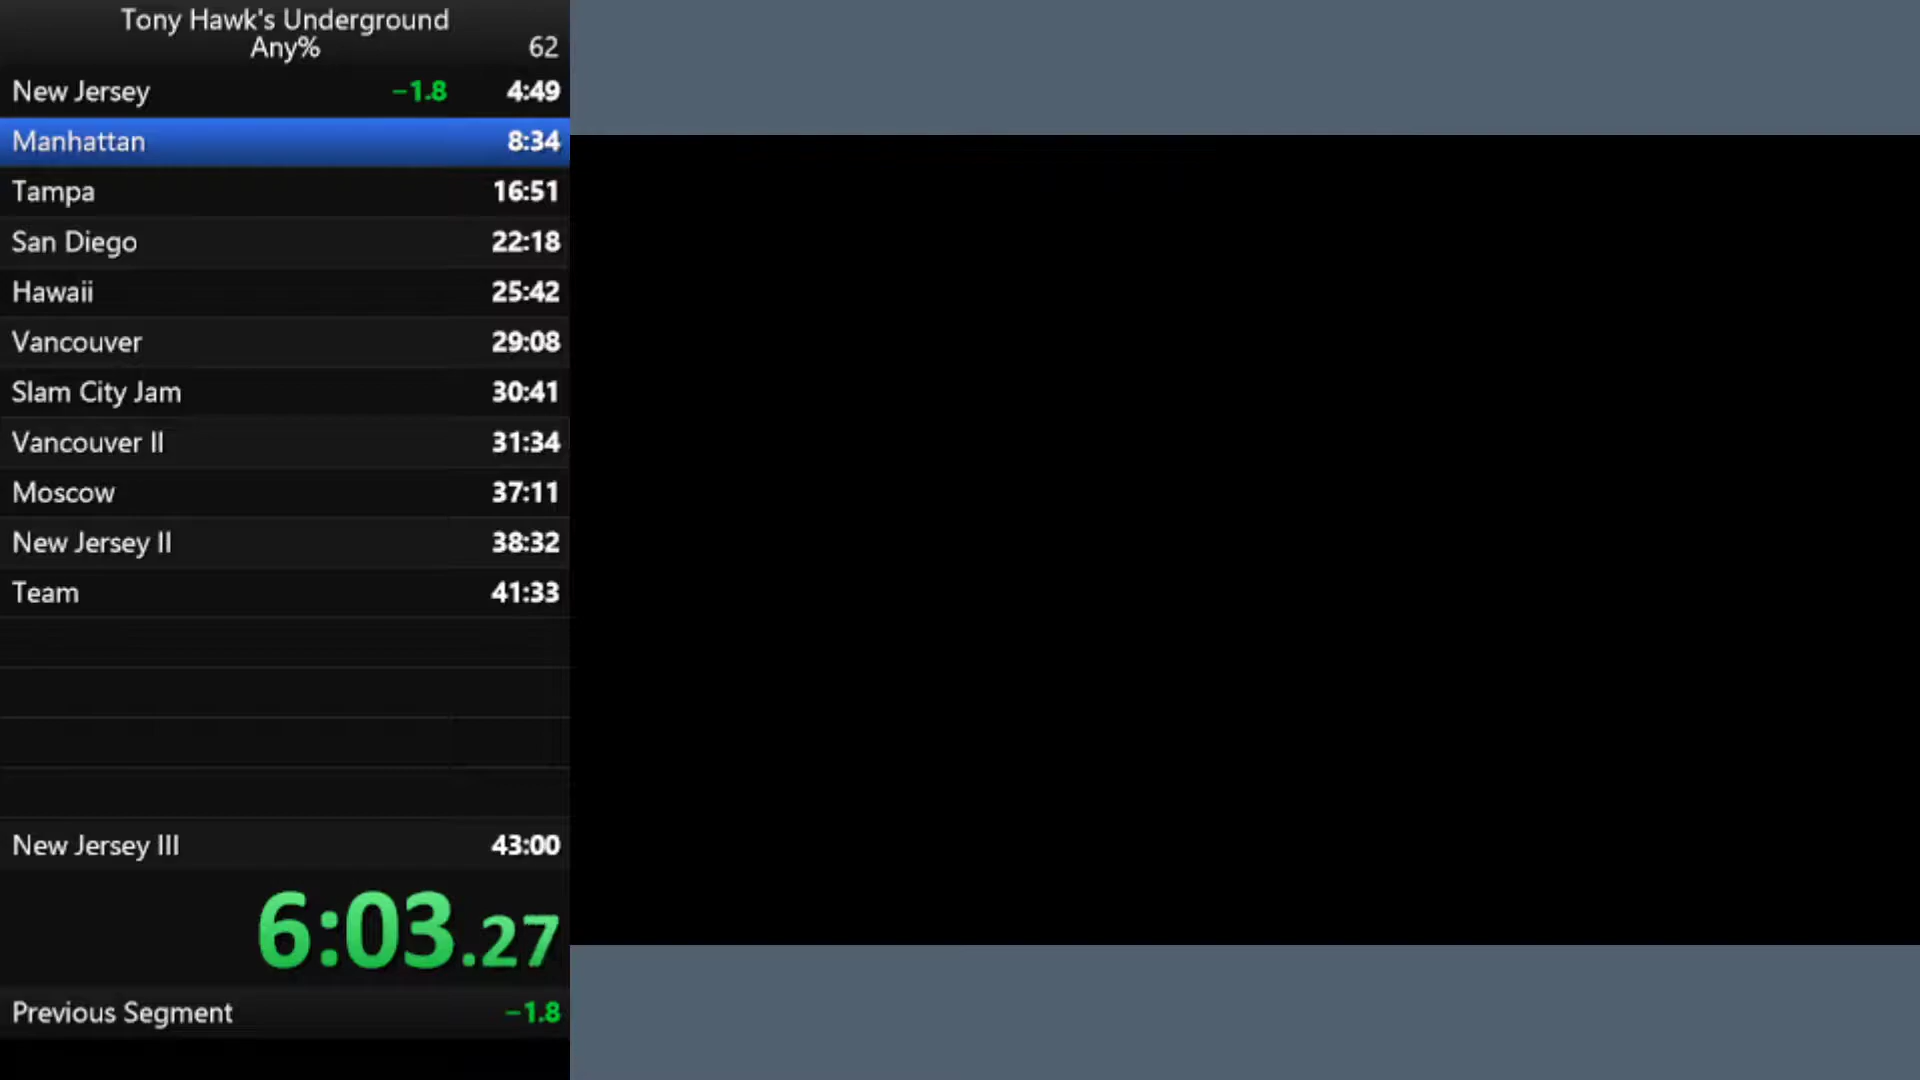 Tony Hawk's Underground
Any% 62
New Jersey −1.8 4:49
Manhattan 8:34
Tampa 16:51
San Diego 22:18
Hawaii 25:42
Vancouver 29:08
Slam City Jam 30:41
Vancouver II 31:34
Moscow 37:11
New Jersey II 38:32
Team 41:33
New Jersey III 43:00
6:03.27
Previous Segment −1.8